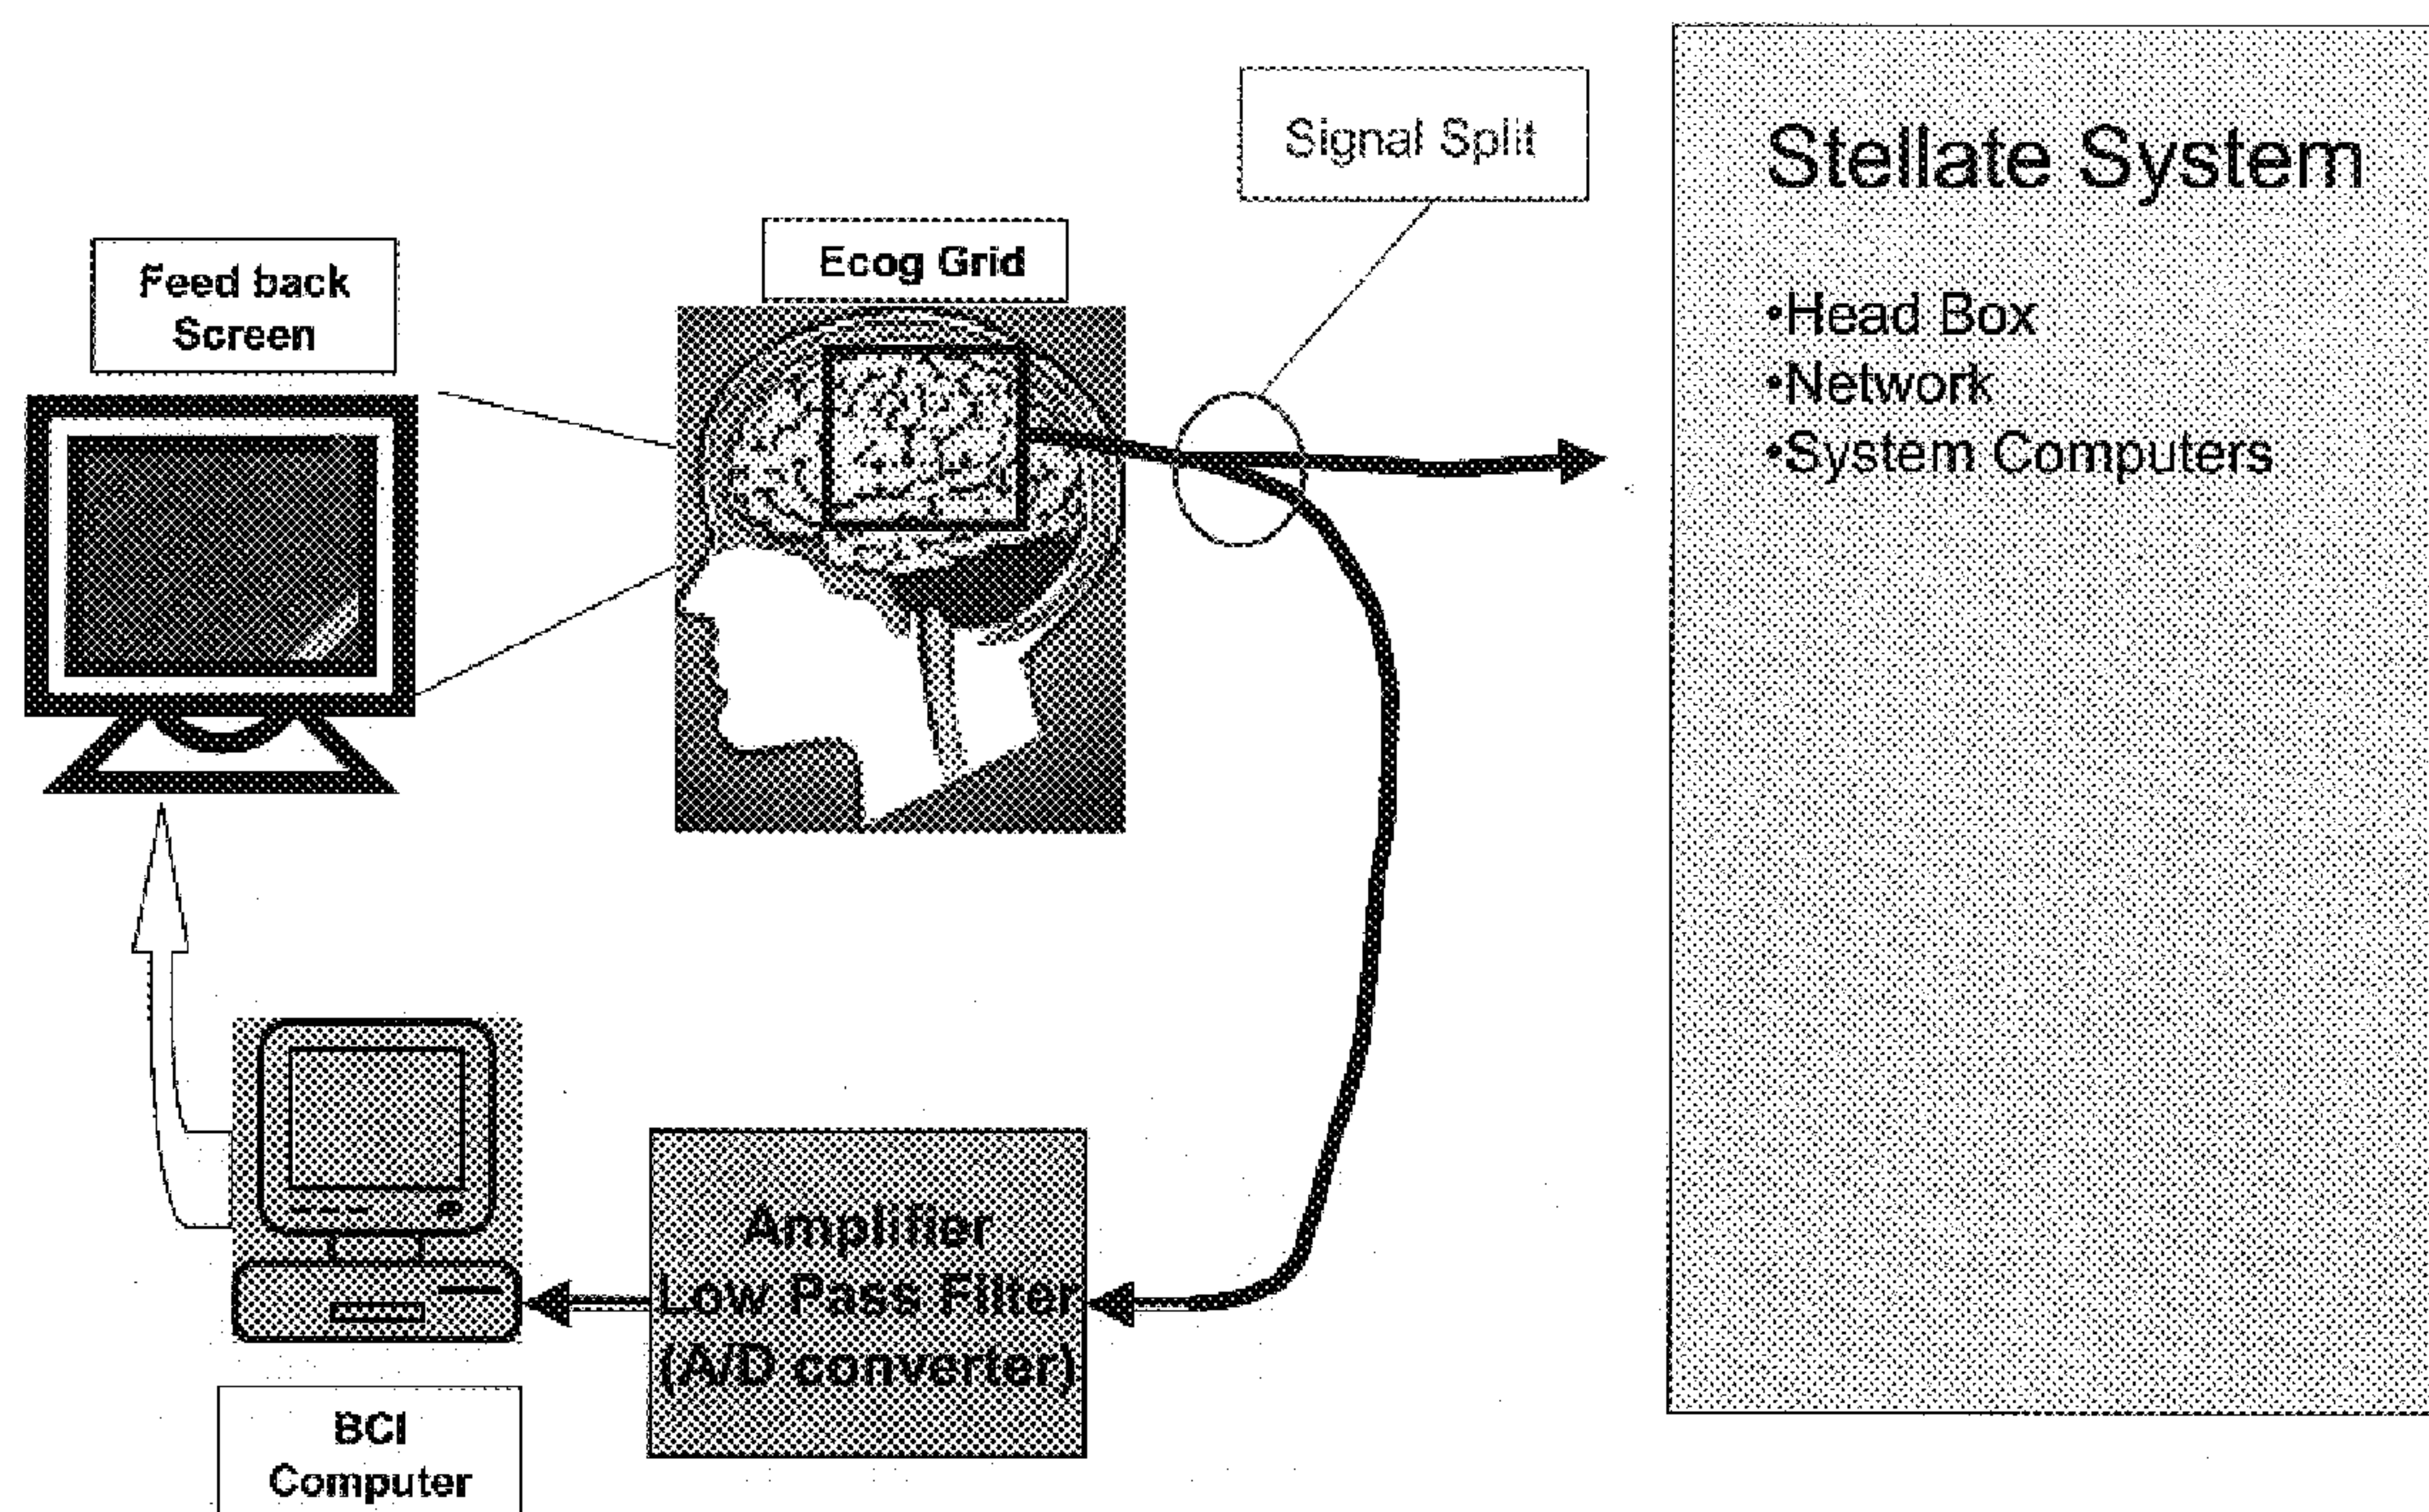 Signal Split
Stellate System
•Head Box
•Network
•System Computers
Ecog Grid
Feed back
Screen
Amplifier
Low Pass Filter
(A/D converter)
BCI
Computer